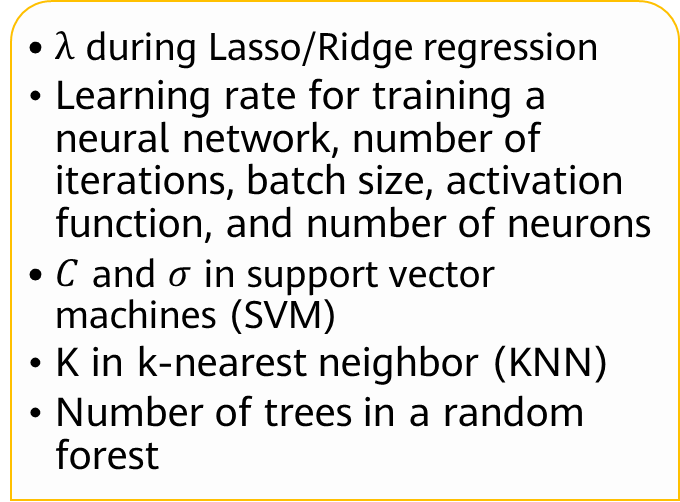 • λ during Lasso/Ridge regression
• Learning rate for training a
neural network, number of
iterations, batch size, activation
function, and number of neurons
• C and σ in support vector
machines (SVM)
• K in k-nearest neighbor (KNN)
• Number of trees in a random
forest